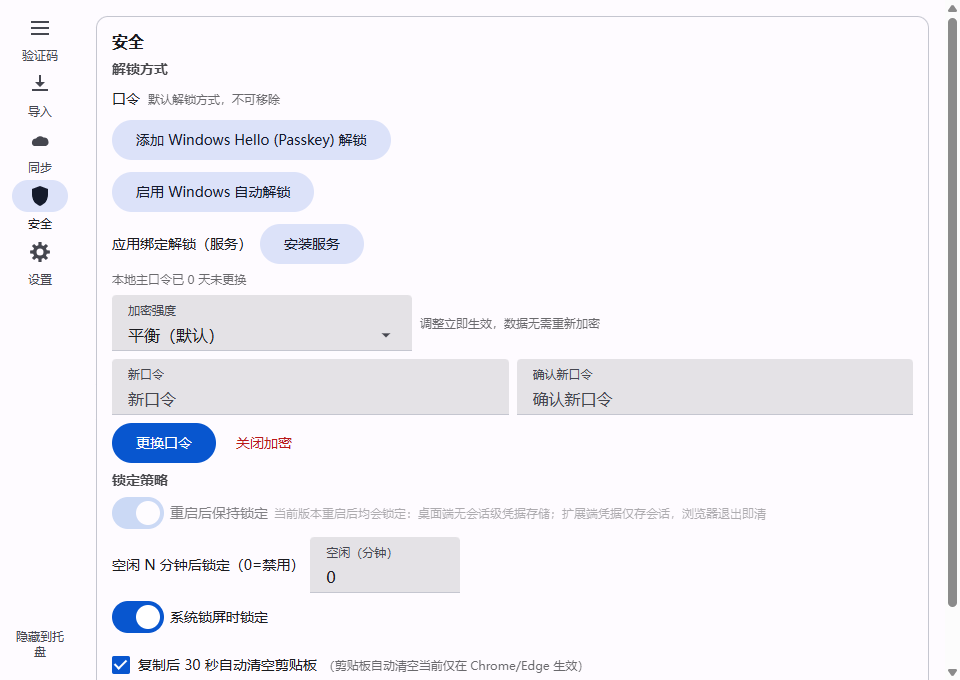 验证码
导入
同步
安全
设置
隐藏到托
盘
安全
解锁方式
口令 默认解锁方式，不可移除
添加 Windows Hello (Passkey) 解锁
启用 Windows 自动解锁
应用绑定解锁（服务） 安装服务
本地主口令已 0 天未更换
加密强度
平衡（默认） 调整立即生效，数据无需重新加密
新口令 确认新口令
新口令 确认新口令
更换口令 关闭加密
锁定策略
重启后保持锁定 当前版本重启后均会锁定：桌面端无会话级凭据存储；扩展端凭据仅存会话，浏览器退出即清
空闲（分钟）
空闲 N 分钟后锁定（0=禁用） 0
系统锁屏时锁定
复制后 30 秒自动清空剪贴板 （剪贴板自动清空当前仅在 Chrome/Edge 生效）